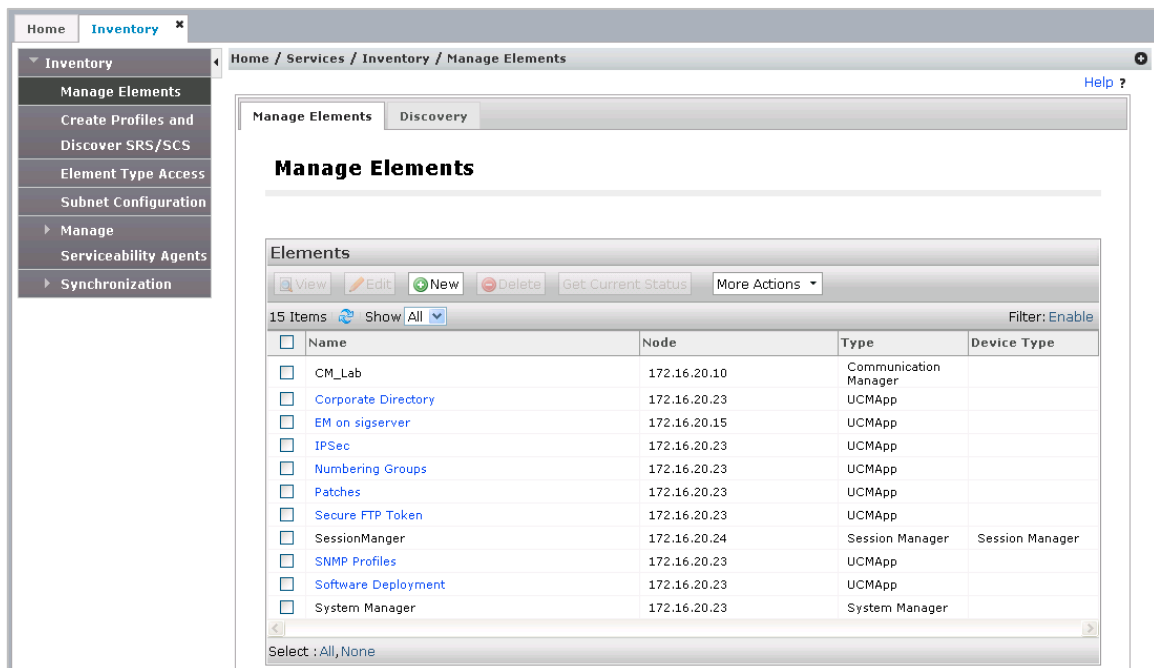 Home
Inventory ×
Inventory
Manage Elements
Create Profiles and
Discover SRS/SCS
Element Type Access
Subnet Configuration
Manage
Serviceability Agents
Synchronization
Home / Services / Inventory / Manage Elements
Help ?
Manage Elements Discovery
Manage Elements
Elements
View Edit New Delete Get Current Status More Actions
15 Items Show All Filter: Enable
Name Node Type Device Type
CM_Lab 172.16.20.10 Communication Manager
Corporate Directory 172.16.20.23 UCMApp
EM on sigserver 172.16.20.15 UCMApp
IPSec 172.16.20.23 UCMApp
Numbering Groups 172.16.20.23 UCMApp
Patches 172.16.20.23 UCMApp
Secure FTP Token 172.16.20.23 UCMApp
SessionManger 172.16.20.24 Session Manager Session Manager
SNMP Profiles 172.16.20.23 UCMApp
Software Deployment 172.16.20.23 UCMApp
System Manager 172.16.20.23 System Manager
Select : All, None